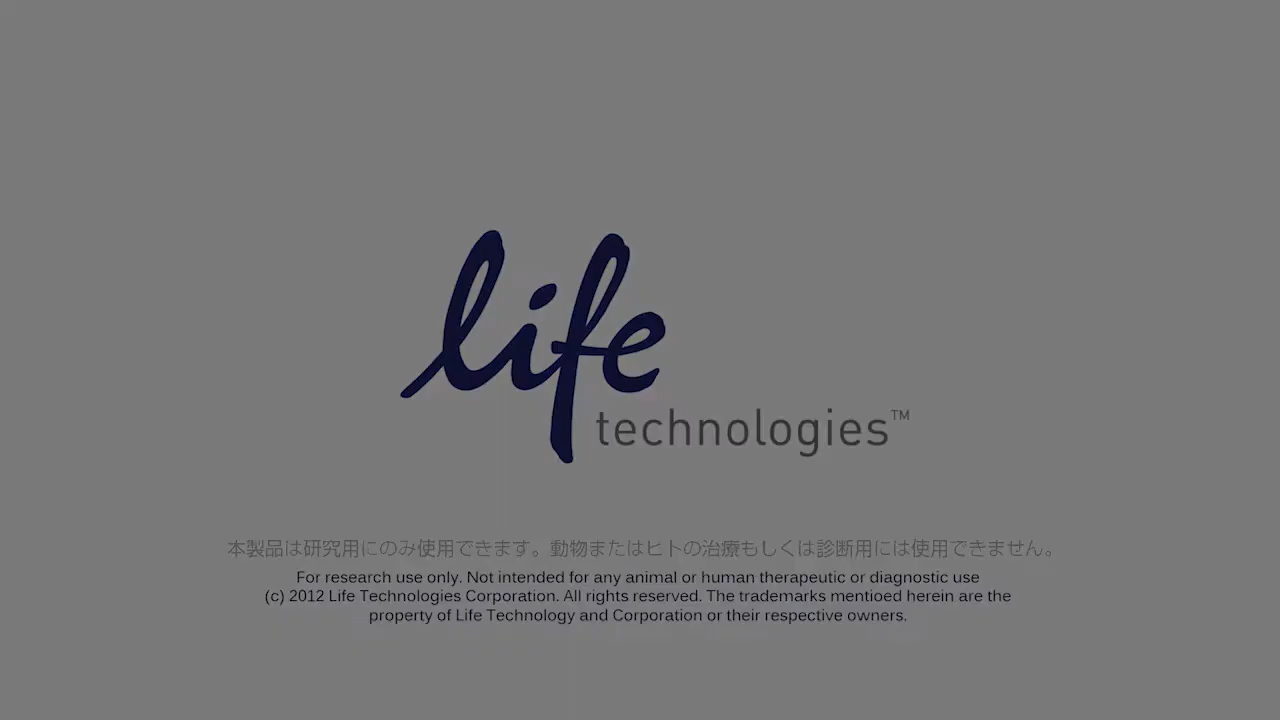 life
technologies™
本製品は研究用にのみ使用できます。動物またはヒトの治療もしくは診断用には使用できません。
For research use only. Not intended for any animal or human therapeutic or diagnostic use
(c) 2012 Life Technologies Corporation. All rights reserved. The trademarks mentioed herein are the
property of Life Technology and Corporation or their respective owners.